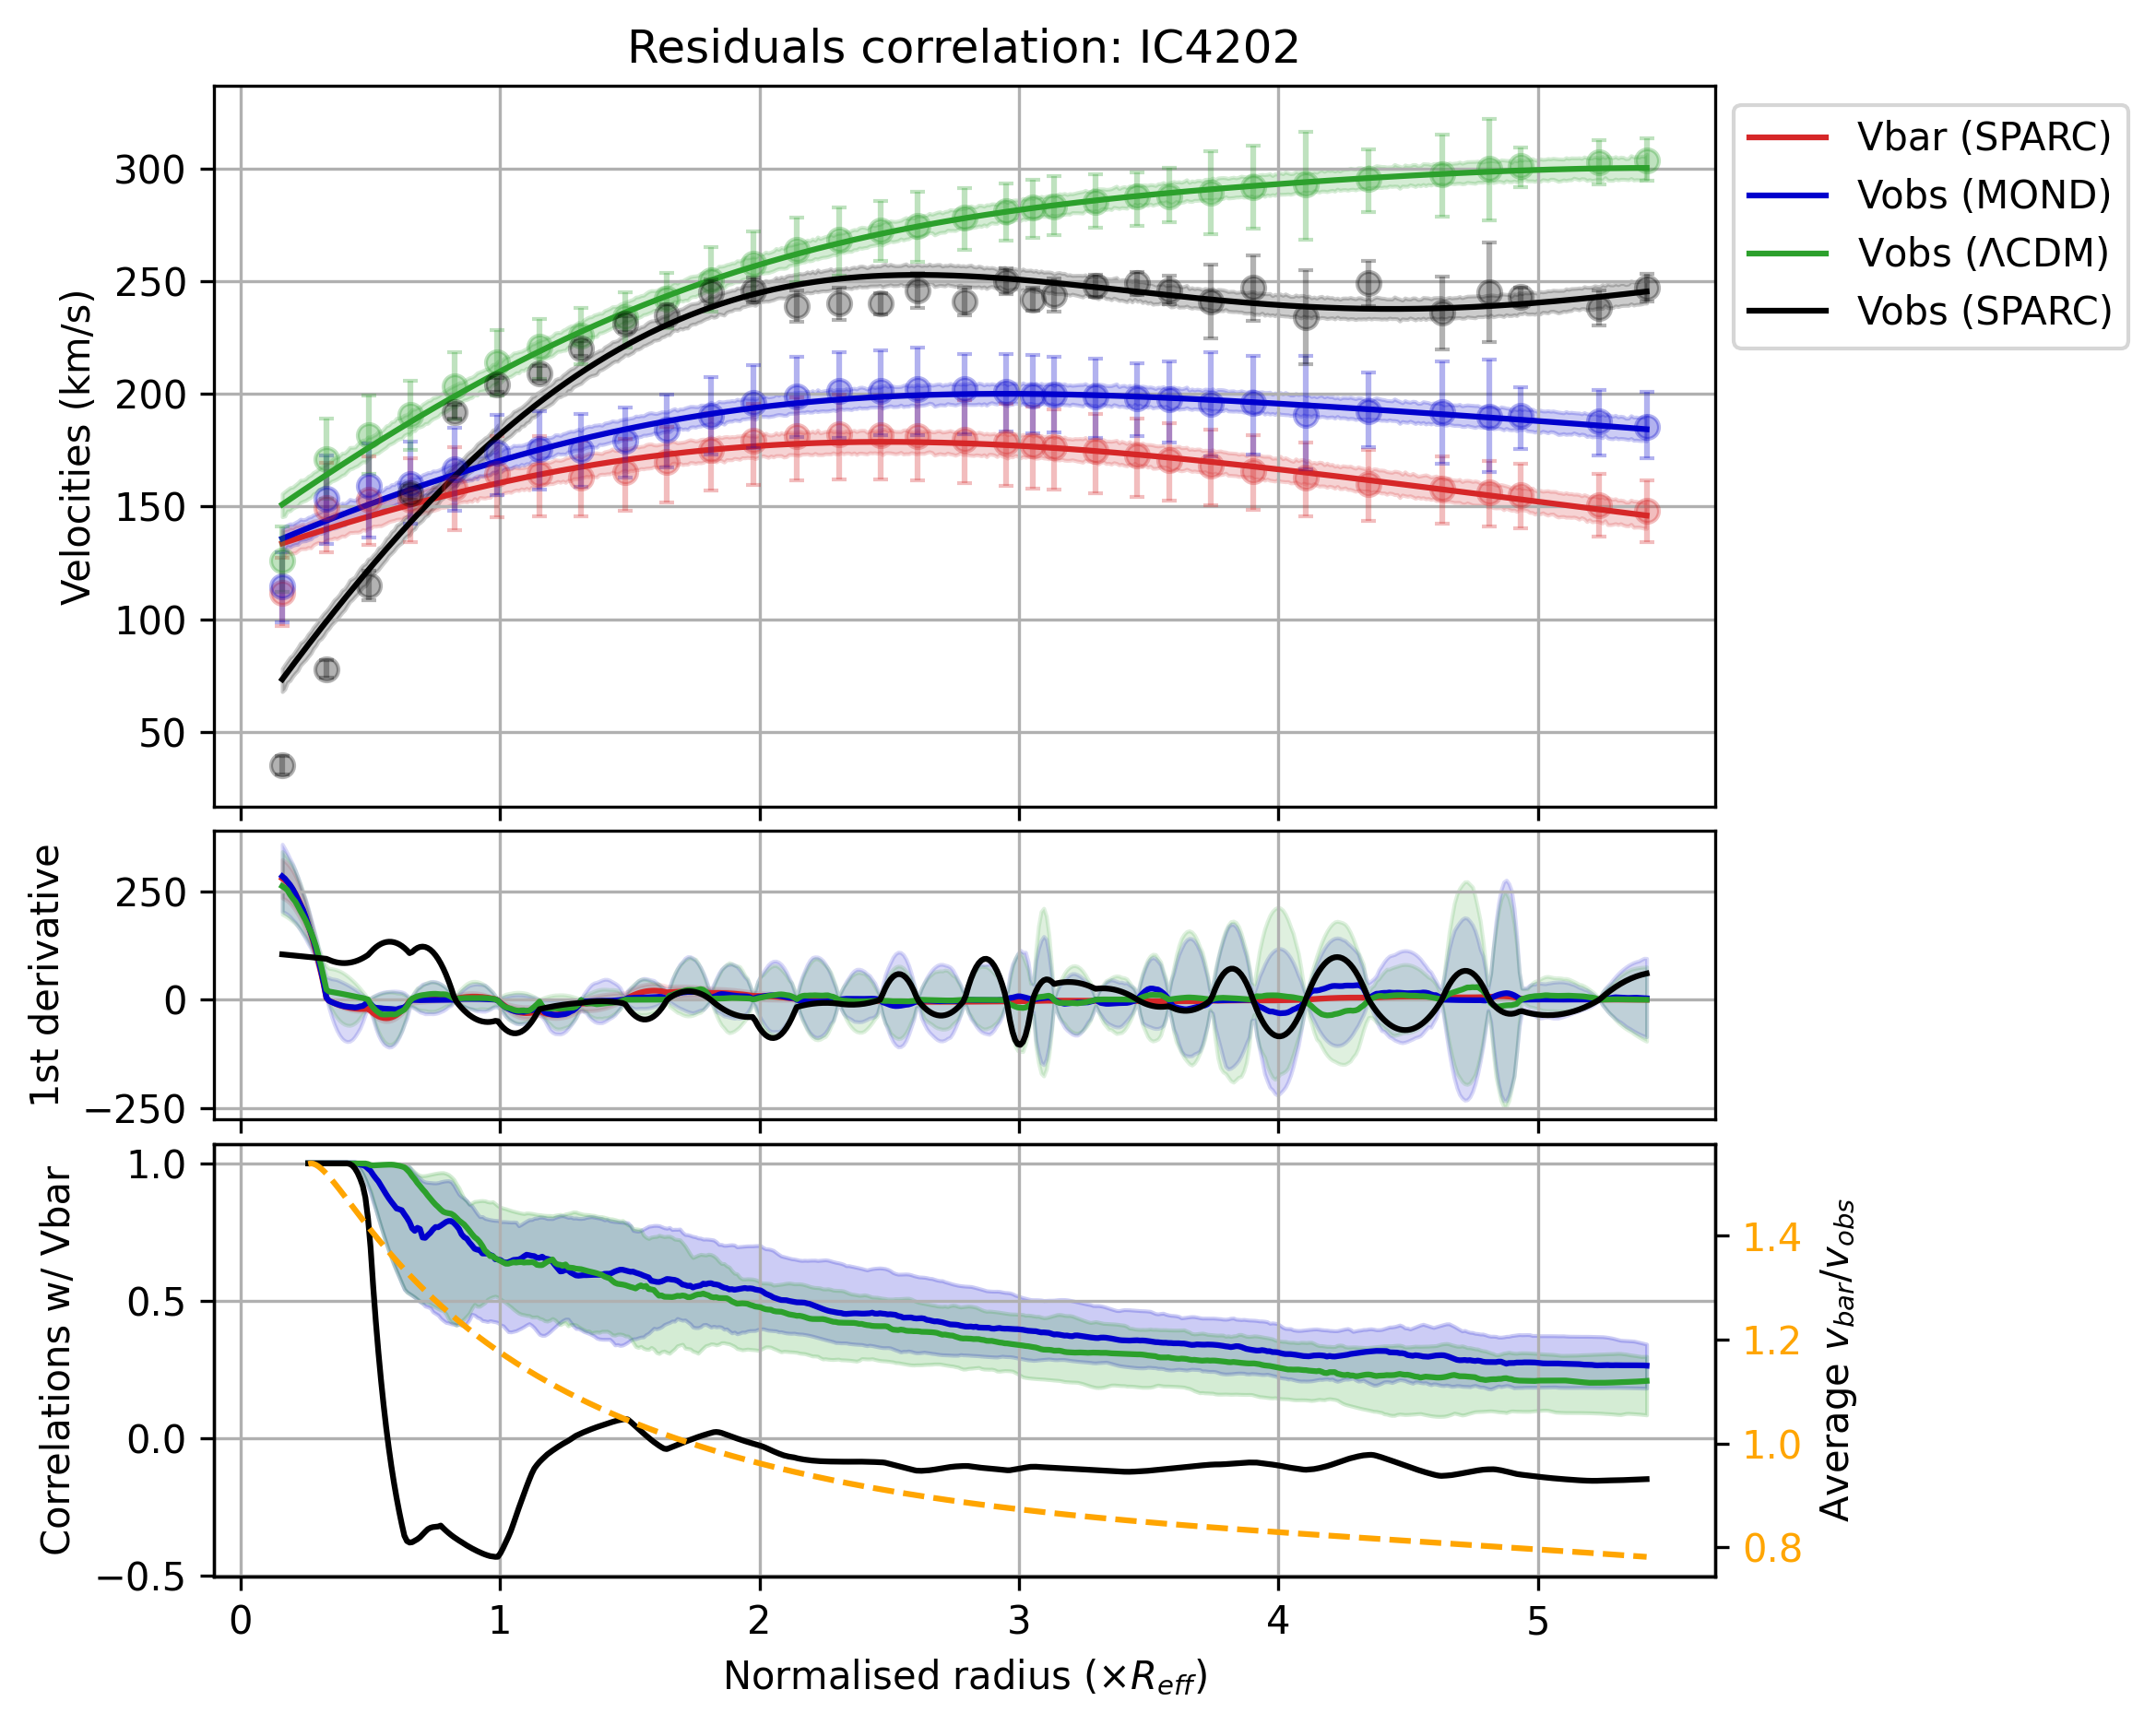 Residuals correlation: IC4202
Vbar (SPARC)
Vobs (MOND)
Vobs (ΛCDM)
Vobs (SPARC)
Velocities (km/s)
300
250
200
150
100
50
1st derivative
250
0
−250
Correlations w/ Vbar
1.0
0.5
0.0
−0.5
1.4
1.2
1.0
0.8
Average v_bar/v_obs
0 1 2 3 4 5
Normalised radius (×R_eff)